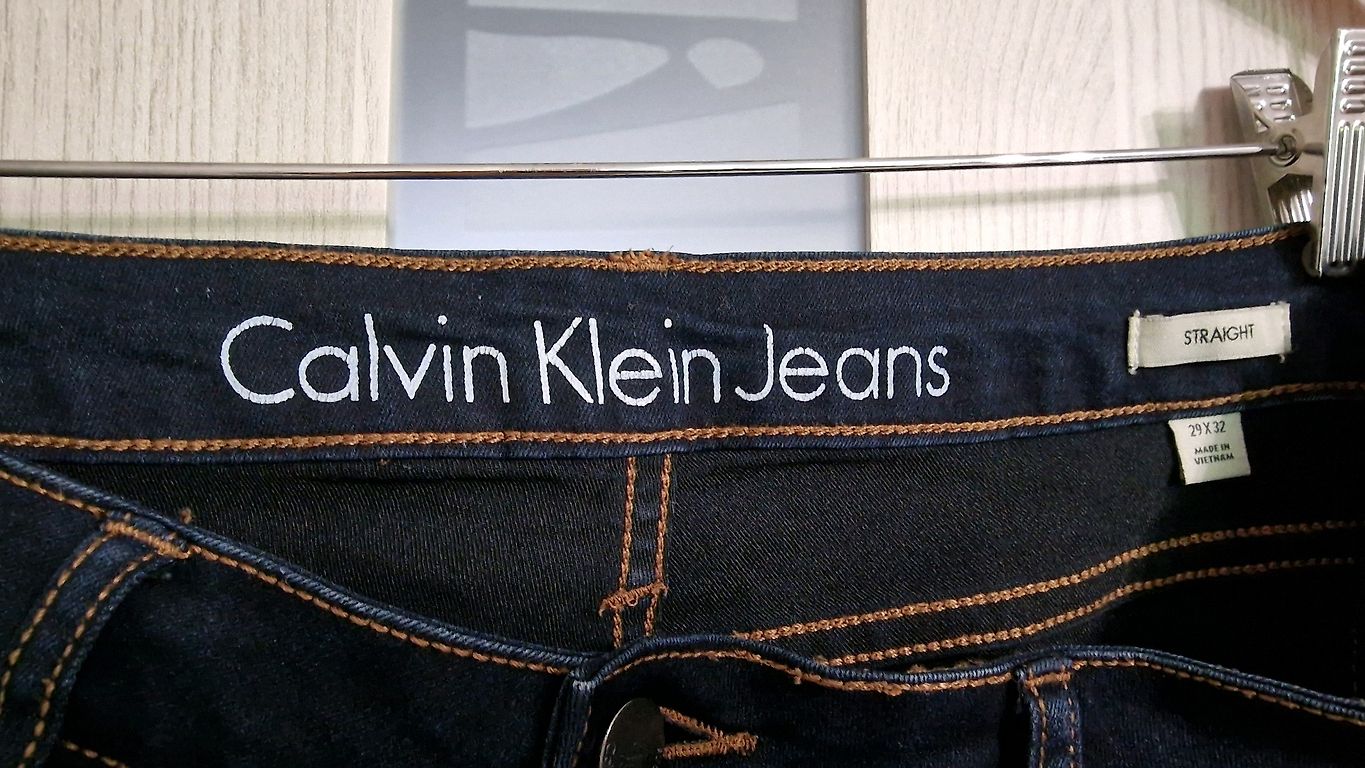 Calvin Klein Jeans
STRAIGHT
29 X 32
MADE IN
VIETNAM